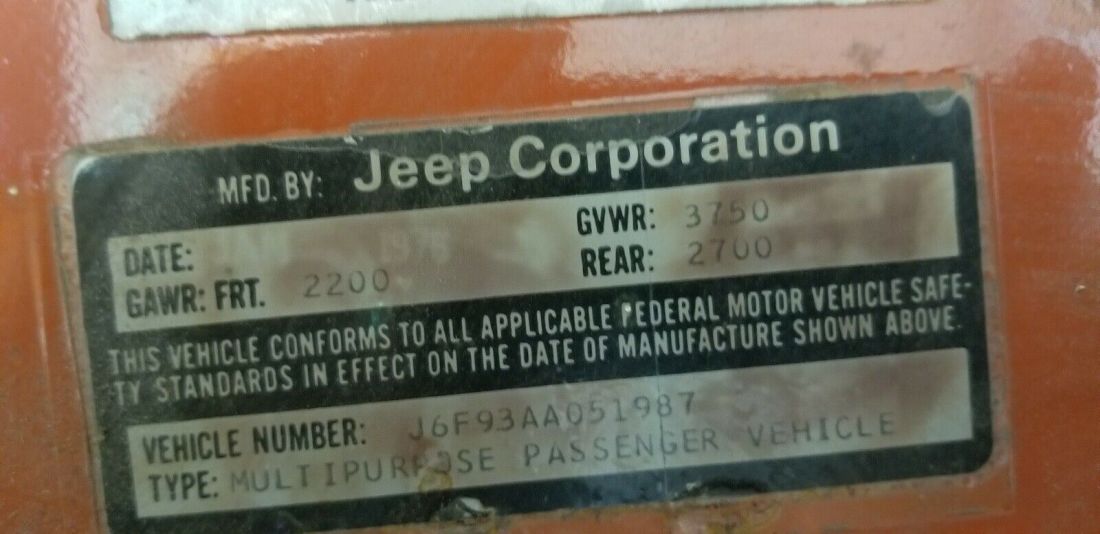 MFD. BY: Jeep Corporation
DATE: 1976 GVWR: 3750
GAWR: FRT. 2200 REAR: 2700
THIS VEHICLE CONFORMS TO ALL APPLICABLE FEDERAL MOTOR VEHICLE SAFE-
TY STANDARDS IN EFFECT ON THE DATE OF MANUFACTURE SHOWN ABOVE.
VEHICLE NUMBER: J6F93AA051987
TYPE: MULTIPURPOSE PASSENGER VEHICLE